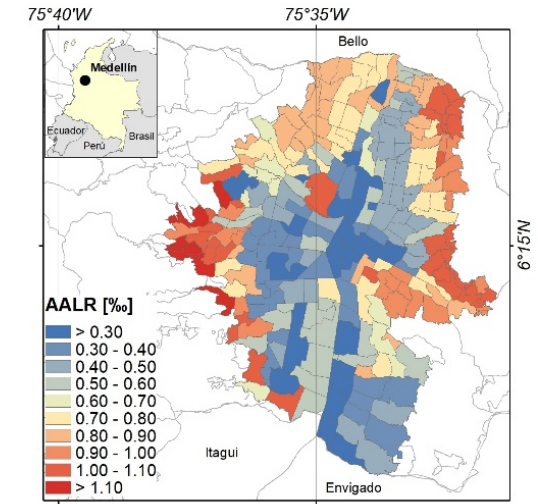 75°40'W
75°35'W
Bello
Medellín
Ecuador
Perú
Brasil
6°15'N
AALR [‰]
> 0.30
0.30 - 0.40
0.40 - 0.50
0.50 - 0.60
0.60 - 0.70
0.70 - 0.80
0.80 - 0.90
0.90 - 1.00
1.00 - 1.10
> 1.10
Itagui
Envigado